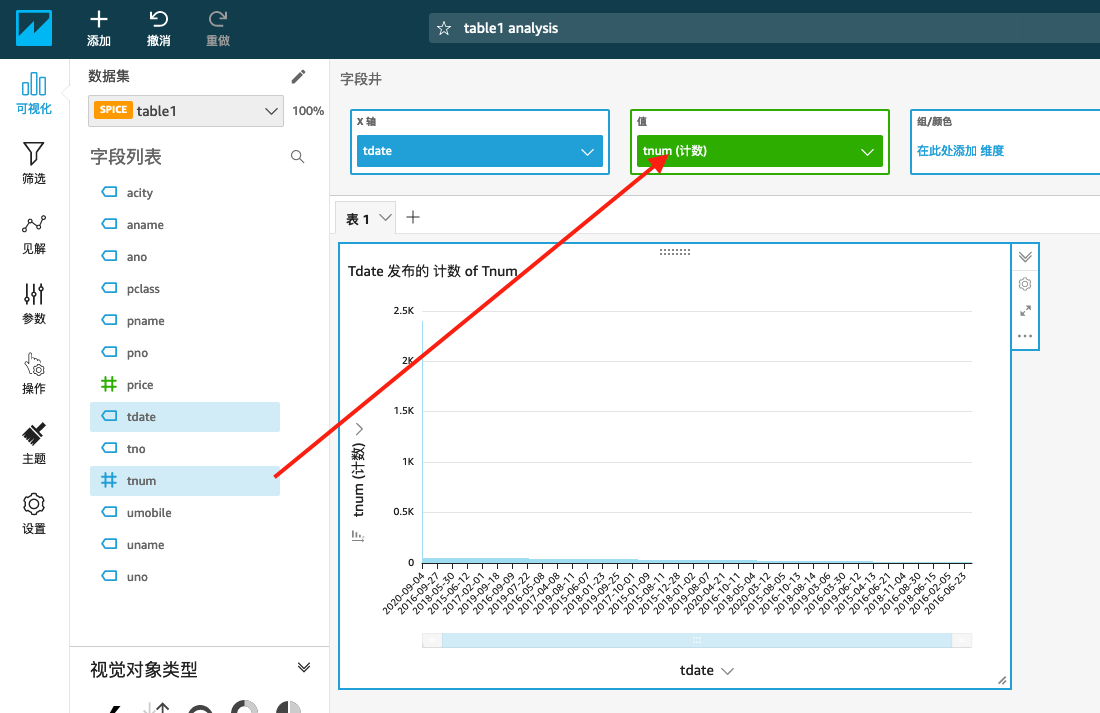 添加
撤消
重做
table1 analysis
可视化
筛选
见解
参数
操作
主题
设置
数据集
SPICE table1
100%
字段列表
acity
aname
ano
pclass
pname
pno
price
tdate
tno
tnum
umobile
uname
uno
视觉对象类型
字段井
X 轴
tdate
值
tnum (计数)
组/颜色
在此处添加 维度
表 1
Tdate 发布的 计数 of Tnum
2.5K
2K
1.5K
1K
0.5K
0
tnum (计数)
2020-09-04
2016-09-27
2018-05-30
2015-06-12
2017-02-01
2016-09-18
2019-09-09
2019-07-22
2016-05-08
2018-04-08
2019-08-11
2015-06-07
2018-01-23
2019-09-25
2017-10-01
2015-01-09
2015-08-11
2015-12-28
2018-01-02
2019-08-07
2020-04-21
2016-10-11
2018-05-04
2020-03-12
2015-08-05
2016-10-13
2018-08-14
2019-03-06
2016-03-30
2019-06-12
2015-04-13
2016-06-21
2018-11-04
2016-08-30
2018-06-15
2016-02-05
2016-06-23
tdate